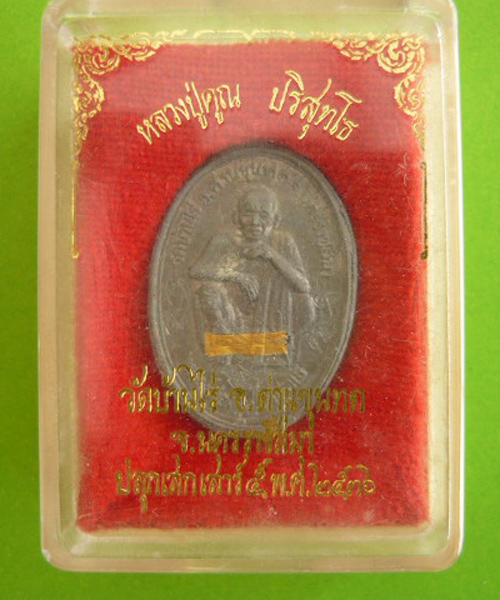 หลวงปู่คูณ ปริสุทโธ
วัดบ้านไร่ อ.ด่านขุนทด
จ.นครราชสีมา
ปลุกเสกเสาร์ ๕ พ.ศ.๒๕๓๖